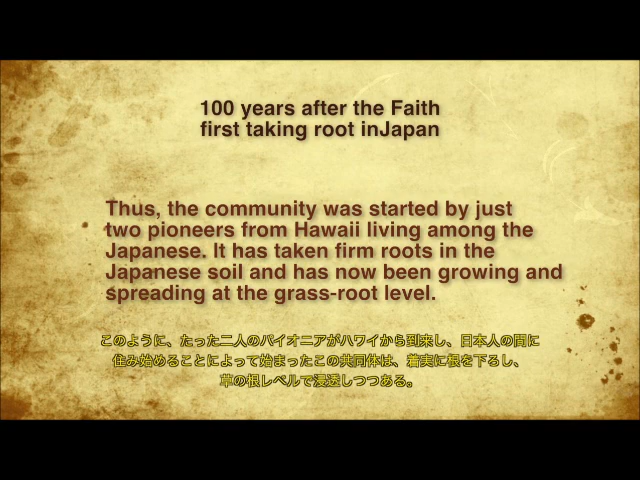 100 years after the Faith
first taking root inJapan
Thus, the community was started by just
two pioneers from Hawaii living among the
Japanese. It has taken firm roots in the
Japanese soil and has now been growing and
spreading at the grass-root level.
このように、たった二人のパイオニアがハワイから到来し、日本人の間に
住み始めることによって始まったこの共同体は、着実に根を下ろし、
草の根レベルで浸透しつつある。